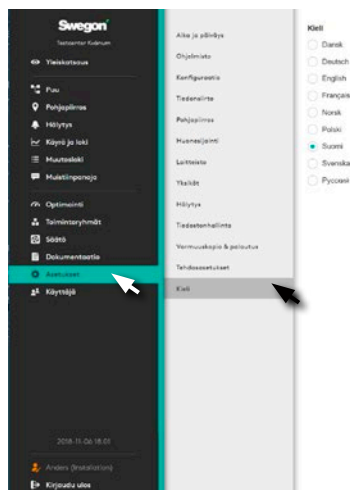 Swegon
Testcenter Kvänum
Yleiskatsaus
Puu
Pohjapiirros
Hälytys
Käyrä ja loki
Muutosloki
Muistiinpanoja
Optimointi
Toimintaryhmät
Säätö
Dokumentaatio
Asetukset
Käyttäjä
2018-11-06 18:01
Anders (Installation)
Kirjaudu ulos
Aika ja päiväys
Ohjelmisto
Konfiguraatio
Tiedonsiirto
Pohjapiirros
Huonesijainti
Laitteisto
Yksiköt
Hälytys
Tiedostonhallinta
Varmuuskopio & palautus
Tehdasasetukset
Kieli
Kieli
Dansk
Deutsch
English
Français
Norsk
Polski
Suomi
Svenska
Русский